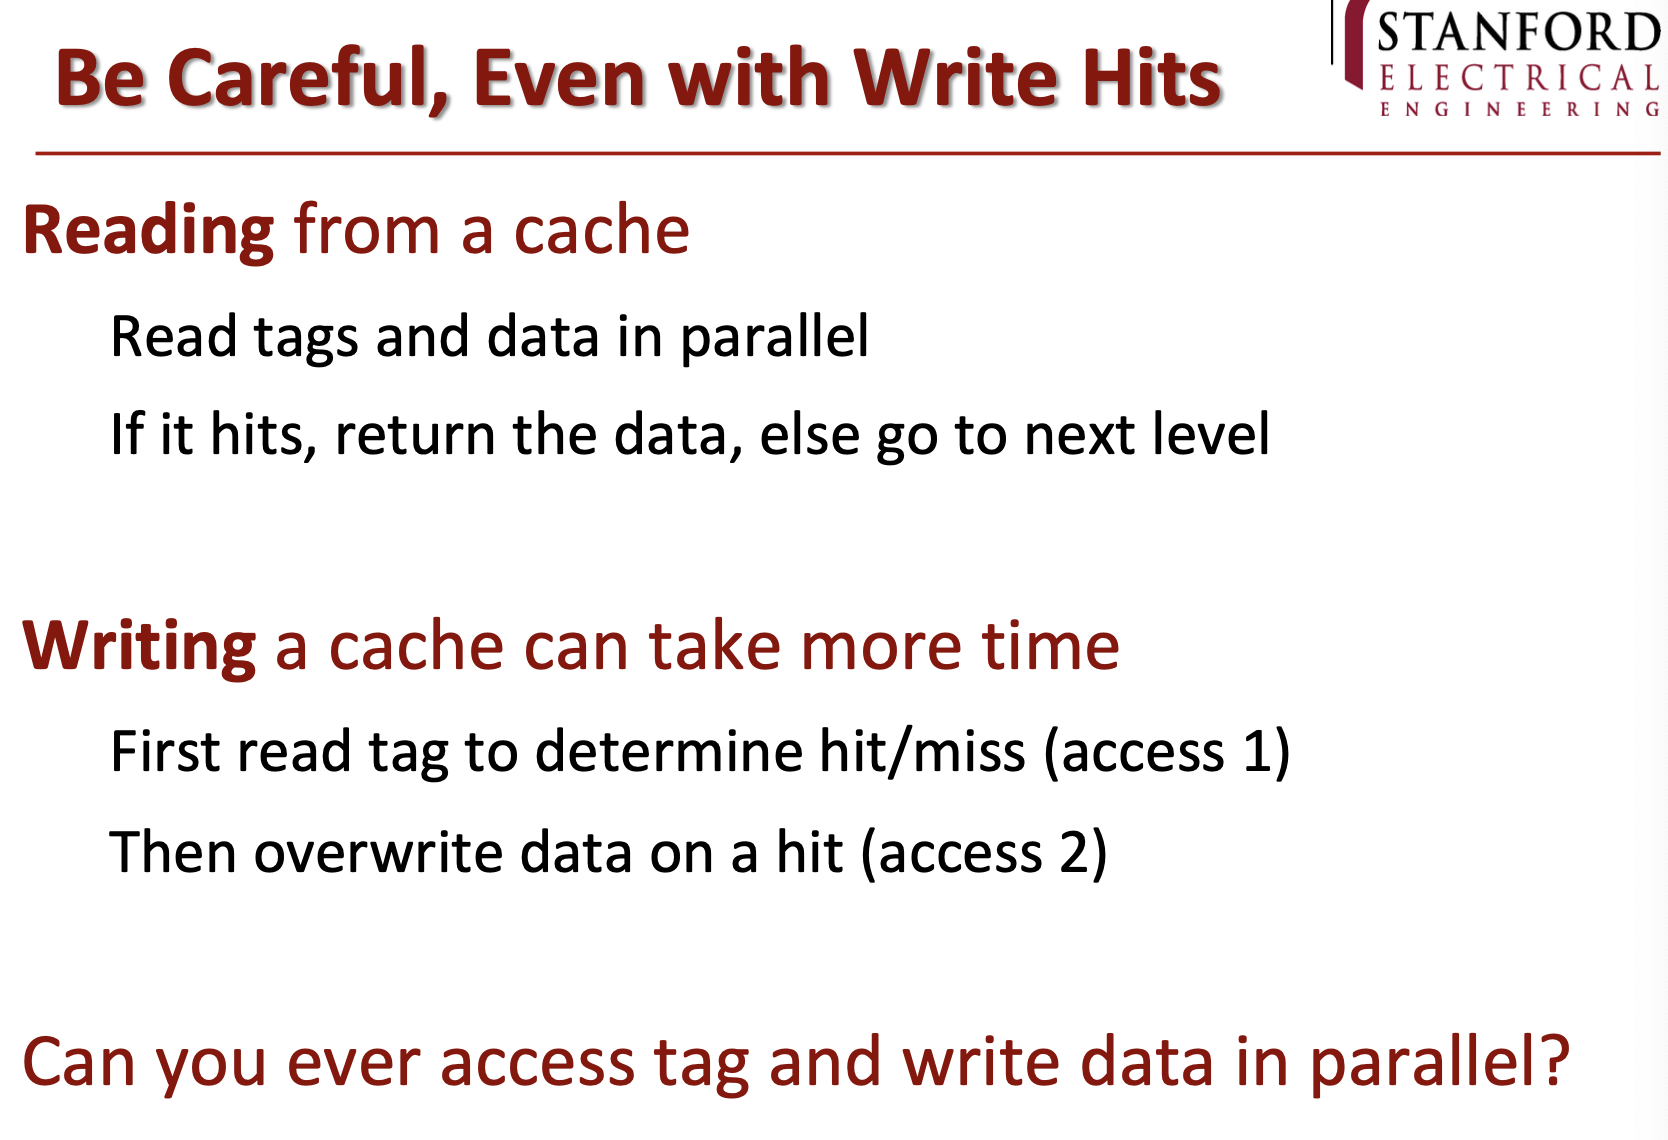 Be Careful, Even with Write Hits
STANFORD
ELECTRICAL
ENGINEERING
Reading from a cache
Read tags and data in parallel
If it hits, return the data, else go to next level
Writing a cache can take more time
First read tag to determine hit/miss (access 1)
Then overwrite data on a hit (access 2)
Can you ever access tag and write data in parallel?